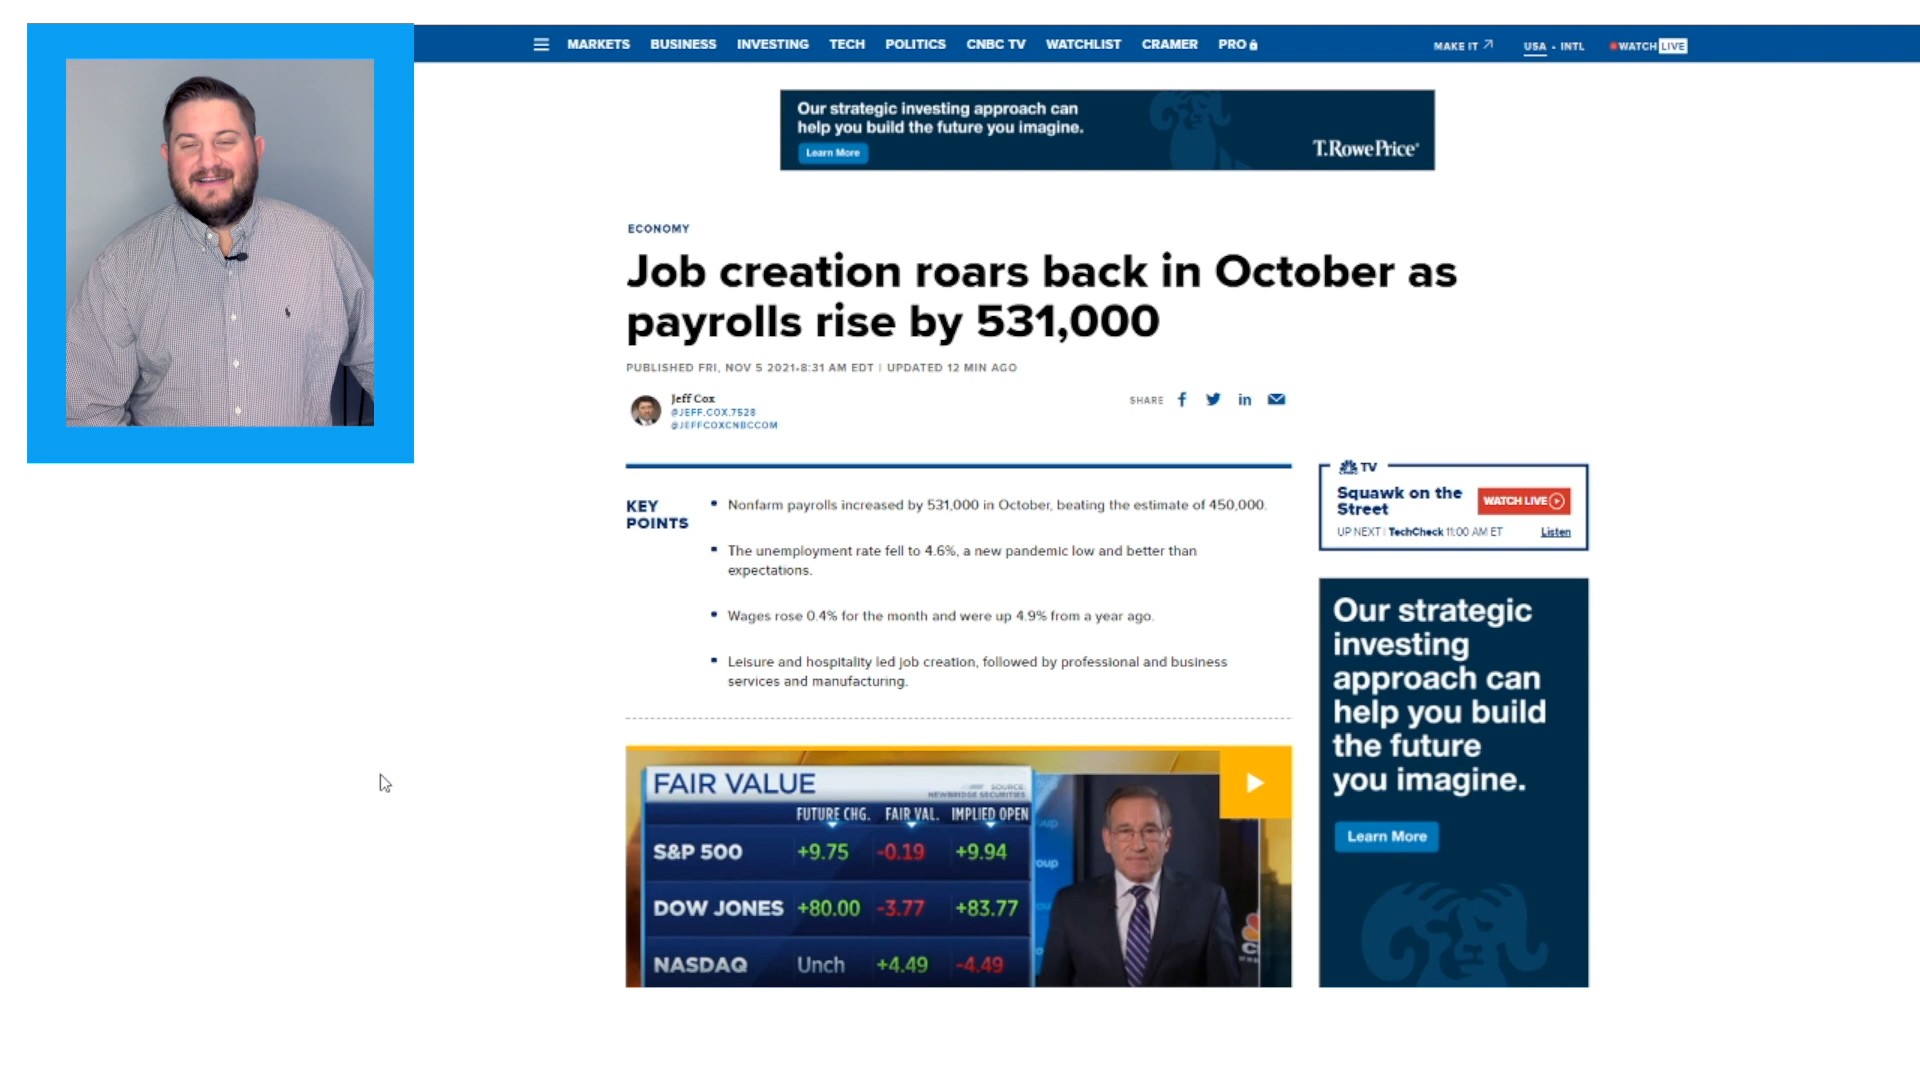 MARKETS BUSINESS INVESTING TECH POLITICS CNBC TV WATCHLIST CRAMER PRO MAKE IT USA • INTL WATCH LIVE
Our strategic investing approach can
help you build the future you imagine.
Learn More
T.RowePrice
ECONOMY
Job creation roars back in October as
payrolls rise by 531,000
PUBLISHED FRI, NOV 5 2021•8:31 AM EDT | UPDATED 12 MIN AGO
Jeff Cox
@JEFF.COX.7528
@JEFFCOXCNBCCOM
SHARE
KEY
POINTS
Nonfarm payrolls increased by 531,000 in October, beating the estimate of 450,000.
The unemployment rate fell to 4.6%, a new pandemic low and better than
expectations.
Wages rose 0.4% for the month and were up 4.9% from a year ago.
Leisure and hospitality led job creation, followed by professional and business
services and manufacturing.
TV
Squawk on the
Street
WATCH LIVE
UP NEXT | TechCheck 11:00 AM ET
Listen
Our strategic
investing
approach can
help you build
the future
you imagine.
Learn More
FAIR VALUE
SOURCE:
NEWBRIDGE SECURITIES
FUTURE CHG. FAIR VAL. IMPLIED OPEN
S&P 500 +9.75 -0.19 +9.94
DOW JONES +80.00 -3.77 +83.77
NASDAQ Unch +4.49 -4.49